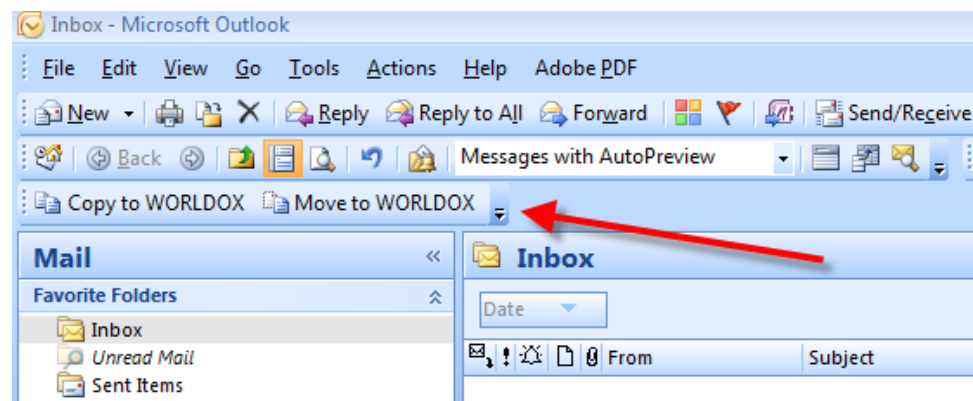 Inbox - Microsoft Outlook
File Edit View Go Tools Actions Help Adobe PDF
New Reply Reply to All Forward Send/Receive
Back Messages with AutoPreview
Copy to WORLDOX Move to WORLDOX
Mail Inbox
Favorite Folders
Date
Inbox
Unread Mail
From Subject
Sent Items